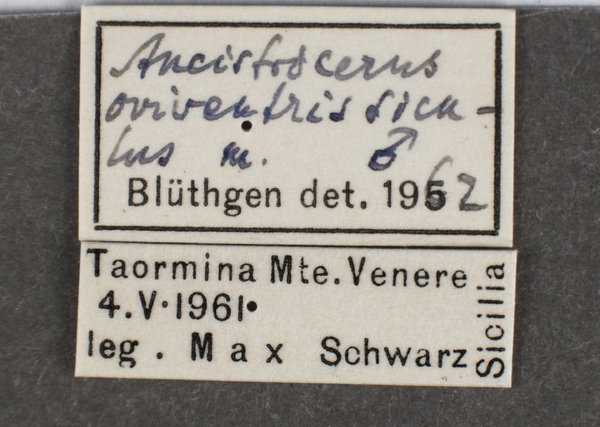 Ancistrocerus
oviventris sicu-
lus m. ♂
Blüthgen det. 1962
Taormina Mte. Venere
4.V.1961.
leg. Max Schwarz
Sicilia